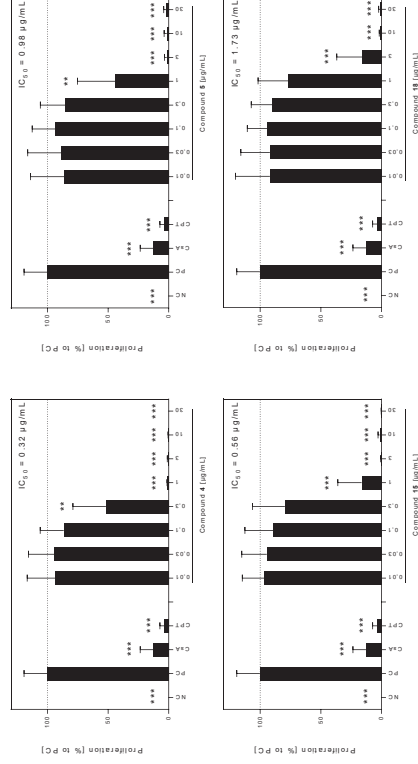 IC50 = 0.32 µg/mL
Proliferation [% to PC]
100
50
0
***
***
***
**
***
***
***
***
NC PC CsA CPT 0,01 0,03 0,1 0,3 1 3 10 30
Compound 4 [µg/mL]
IC50 = 0.98 µg/mL
Proliferation [% to PC]
100
50
0
***
***
***
**
***
***
***
NC PC CsA CPT 0,01 0,03 0,1 0,3 1 3 10 30
Compound 5 [µg/mL]
IC50 = 0.56 µg/mL
Proliferation [% to PC]
100
50
0
***
***
***
***
***
***
***
NC PC CsA CPT 0,01 0,03 0,1 0,3 1 3 10 30
Compound 15 [µg/mL]
IC50 = 1.73 µg/mL
Proliferation [% to PC]
100
50
0
***
***
***
***
***
***
NC PC CsA CPT 0,01 0,03 0,1 0,3 1 3 10 30
Compound 18 [µg/mL]